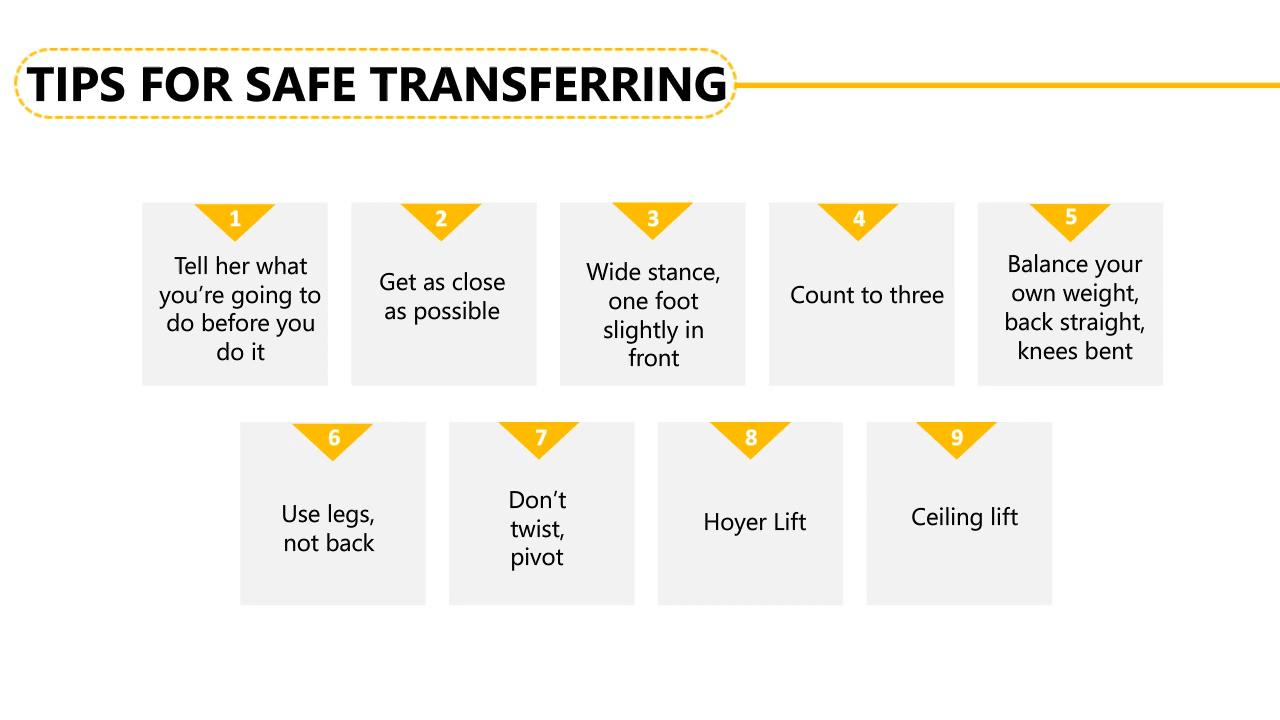 TIPS FOR SAFE TRANSFERRING
1
Tell her what
you’re going to
do before you
do it
2
Get as close
as possible
3
Wide stance,
one foot
slightly in
front
4
Count to three
5
Balance your
own weight,
back straight,
knees bent
6
Use legs,
not back
7
Don’t
twist,
pivot
8
Hoyer Lift
9
Ceiling lift